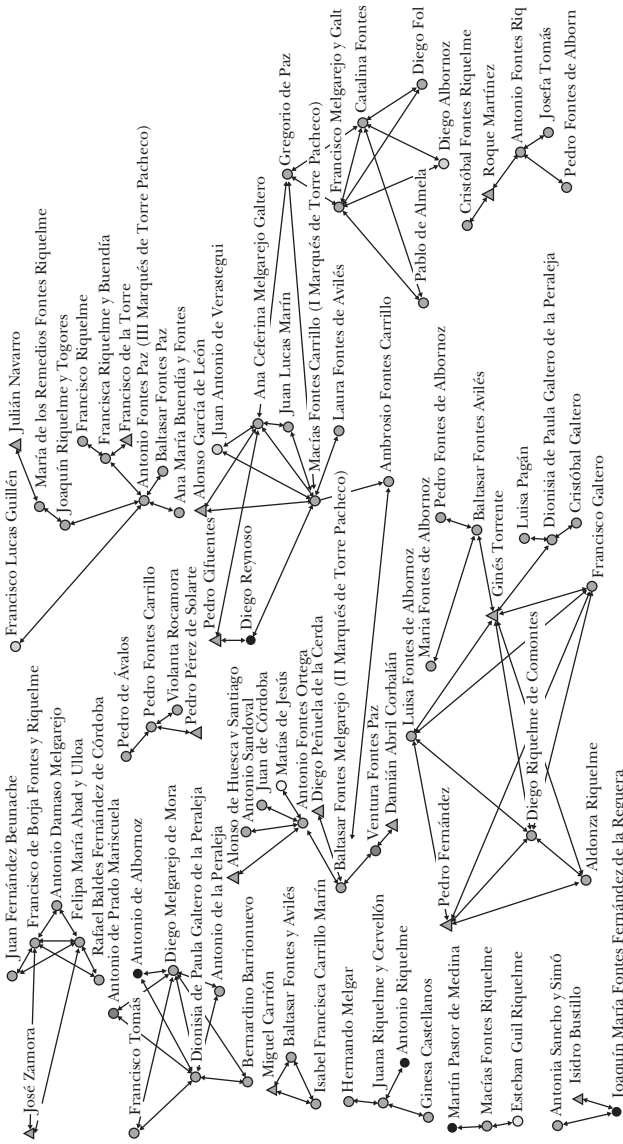 Francisco Lucas Guillén
Julián Navarro
María de los Remedios Fontes Riquelme
Joaquín Riquelme y Togores
Francisco Riquelme
Francisca Riquelme y Buendía
Francisco de la Torre
Antonio Fontes Paz (III Marqués de Torre Pacheco)
Baltasar Fontes Paz
Ana María Buendía y Fontes
Juan Fernández Beunache
José Zamora
Francisco de Borja Fontes y Riquelme
Antonio Damaso Melgarejo
Felipa María Abad y Ulloa
Rafael Baldes Fernández de Córdoba
Antonio de Prado Mariscuela
Pedro de Ávalos
Pedro Fontes Carrillo
Violanta Rocamora
Pedro Pérez de Solarte
Francisco Tomás
Antonio de Albornoz
Diego Melgarejo de Mora
Dionisia de Paula Galtero de la Peraleja
Antonio de la Peraleja
Bernardino Barrionuevo
Alonso García de León
Juan Antonio de Verastegui
Ana Ceferina Melgarejo Galtero
Juan Lucas Marín
Macías Fontes Carrillo (I Marqués de Torre Pacheco)
Laura Fontes de Avilés
Pedro Cifuentes
Diego Reynoso
Ambrosio Fontes Carrillo
Gregorio de Paz
Francisco Melgarejo y Galt
Catalina Fontes
Diego Fol
Diego Albornoz
Pablo de Almela
Cristóbal Fontes Riquelme
Roque Martínez
Antonio Fontes Riq
Josefa Tomás
Pedro Fontes de Alborn
Alonso de Huesca y Santiago
Antonio Sandoval
Juan de Córdoba
Matías de Jesús
Antonio Fontes Ortega
Diego Peñuela de la Cerda
Baltasar Fontes Melgarejo (II Marqués de Torre Pacheco)
Ventura Fontes Paz
Damián Abril Corbalán
Miguel Carrión
Baltasar Fontes y Avilés
Isabel Francisca Carrillo Marín
Hernando Melgar
Juana Riquelme y Cervellón
Antonio Riquelme
Ginesa Castellanos
Martín Pastor de Medina
Macías Fontes Riquelme
Esteban Guil Riquelme
Antonia Sancho y Simó
Isidro Bustillo
Joaquín María Fontes Fernández de la Reguera
Luisa Fontes de Albornoz
Maria Fontes de Albornoz
Pedro Fontes de Albornoz
Baltasar Fontes Avilés
Ginés Torrente
Luisa Pagán
Dionisia de Paula Galtero de la Peraleja
Cristóbal Galtero
Francisco Galtero
Pedro Fernández
Diego Riquelme de Comontes
Aldonza Riquelme